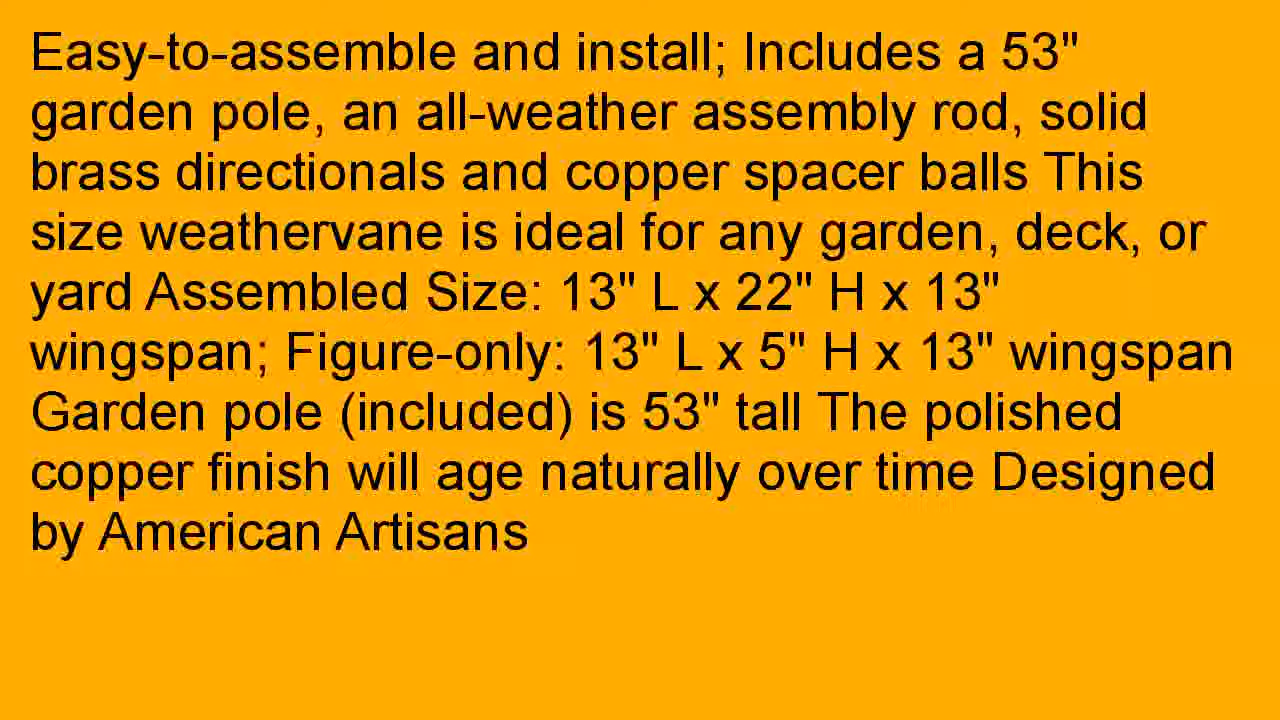 Easy-to-assemble and install; Includes a 53"
garden pole, an all-weather assembly rod, solid
brass directionals and copper spacer balls This
size weathervane is ideal for any garden, deck, or
yard Assembled Size: 13" L x 22" H x 13"
wingspan; Figure-only: 13" L x 5" H x 13" wingspan
Garden pole (included) is 53" tall The polished
copper finish will age naturally over time Designed
by American Artisans